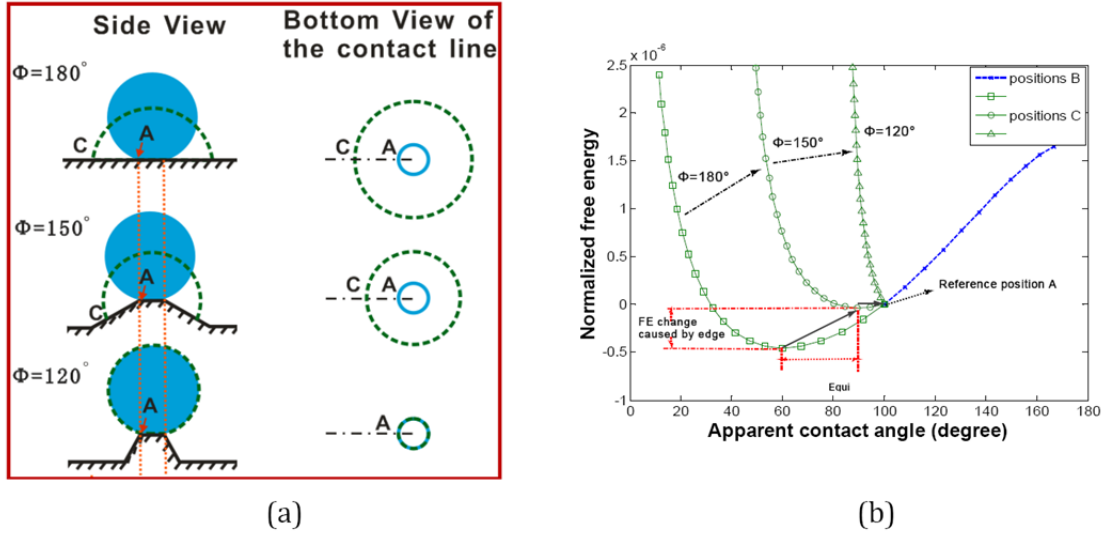 Side View
Bottom View of
the contact line
Φ=180°
C
A
C
A
Φ=150°
C
A
C
A
Φ=120°
A
A
(a)
x 10⁻⁶
2.5
2
1.5
1
0.5
0
-0.5
-1
0
20
40
60
80
100
120
140
160
180
Normalized free energy
Apparent contact angle (degree)
positions B
positions C
Φ=180°
Φ=150°
Φ=120°
Reference position A
FE change
caused by edge
Equi
(b)